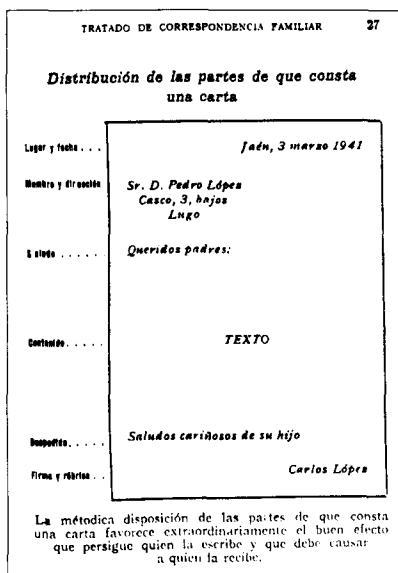 TRATADO DE CORRESPONDENCIA FAMILIAR 27
Distribución de las partes de que consta
una carta
Lugar y fecha . . . Jaén, 3 marzo 1941
Nombre y dirección Sr. D. Pedro López
Casco, 3, bajos
Lugo
Saludo . . . . . . Queridos padres:
Contenido . . . . . TEXTO
Despedida . . . . . Saludos cariñosos de su hijo
Firma y rúbrica . . . Carlos López
La métodica disposición de las partes de que consta
una carta favorece extraordinariamente el buen efecto
que persigue quien la escribe y que debe causar
a quien la recibe.